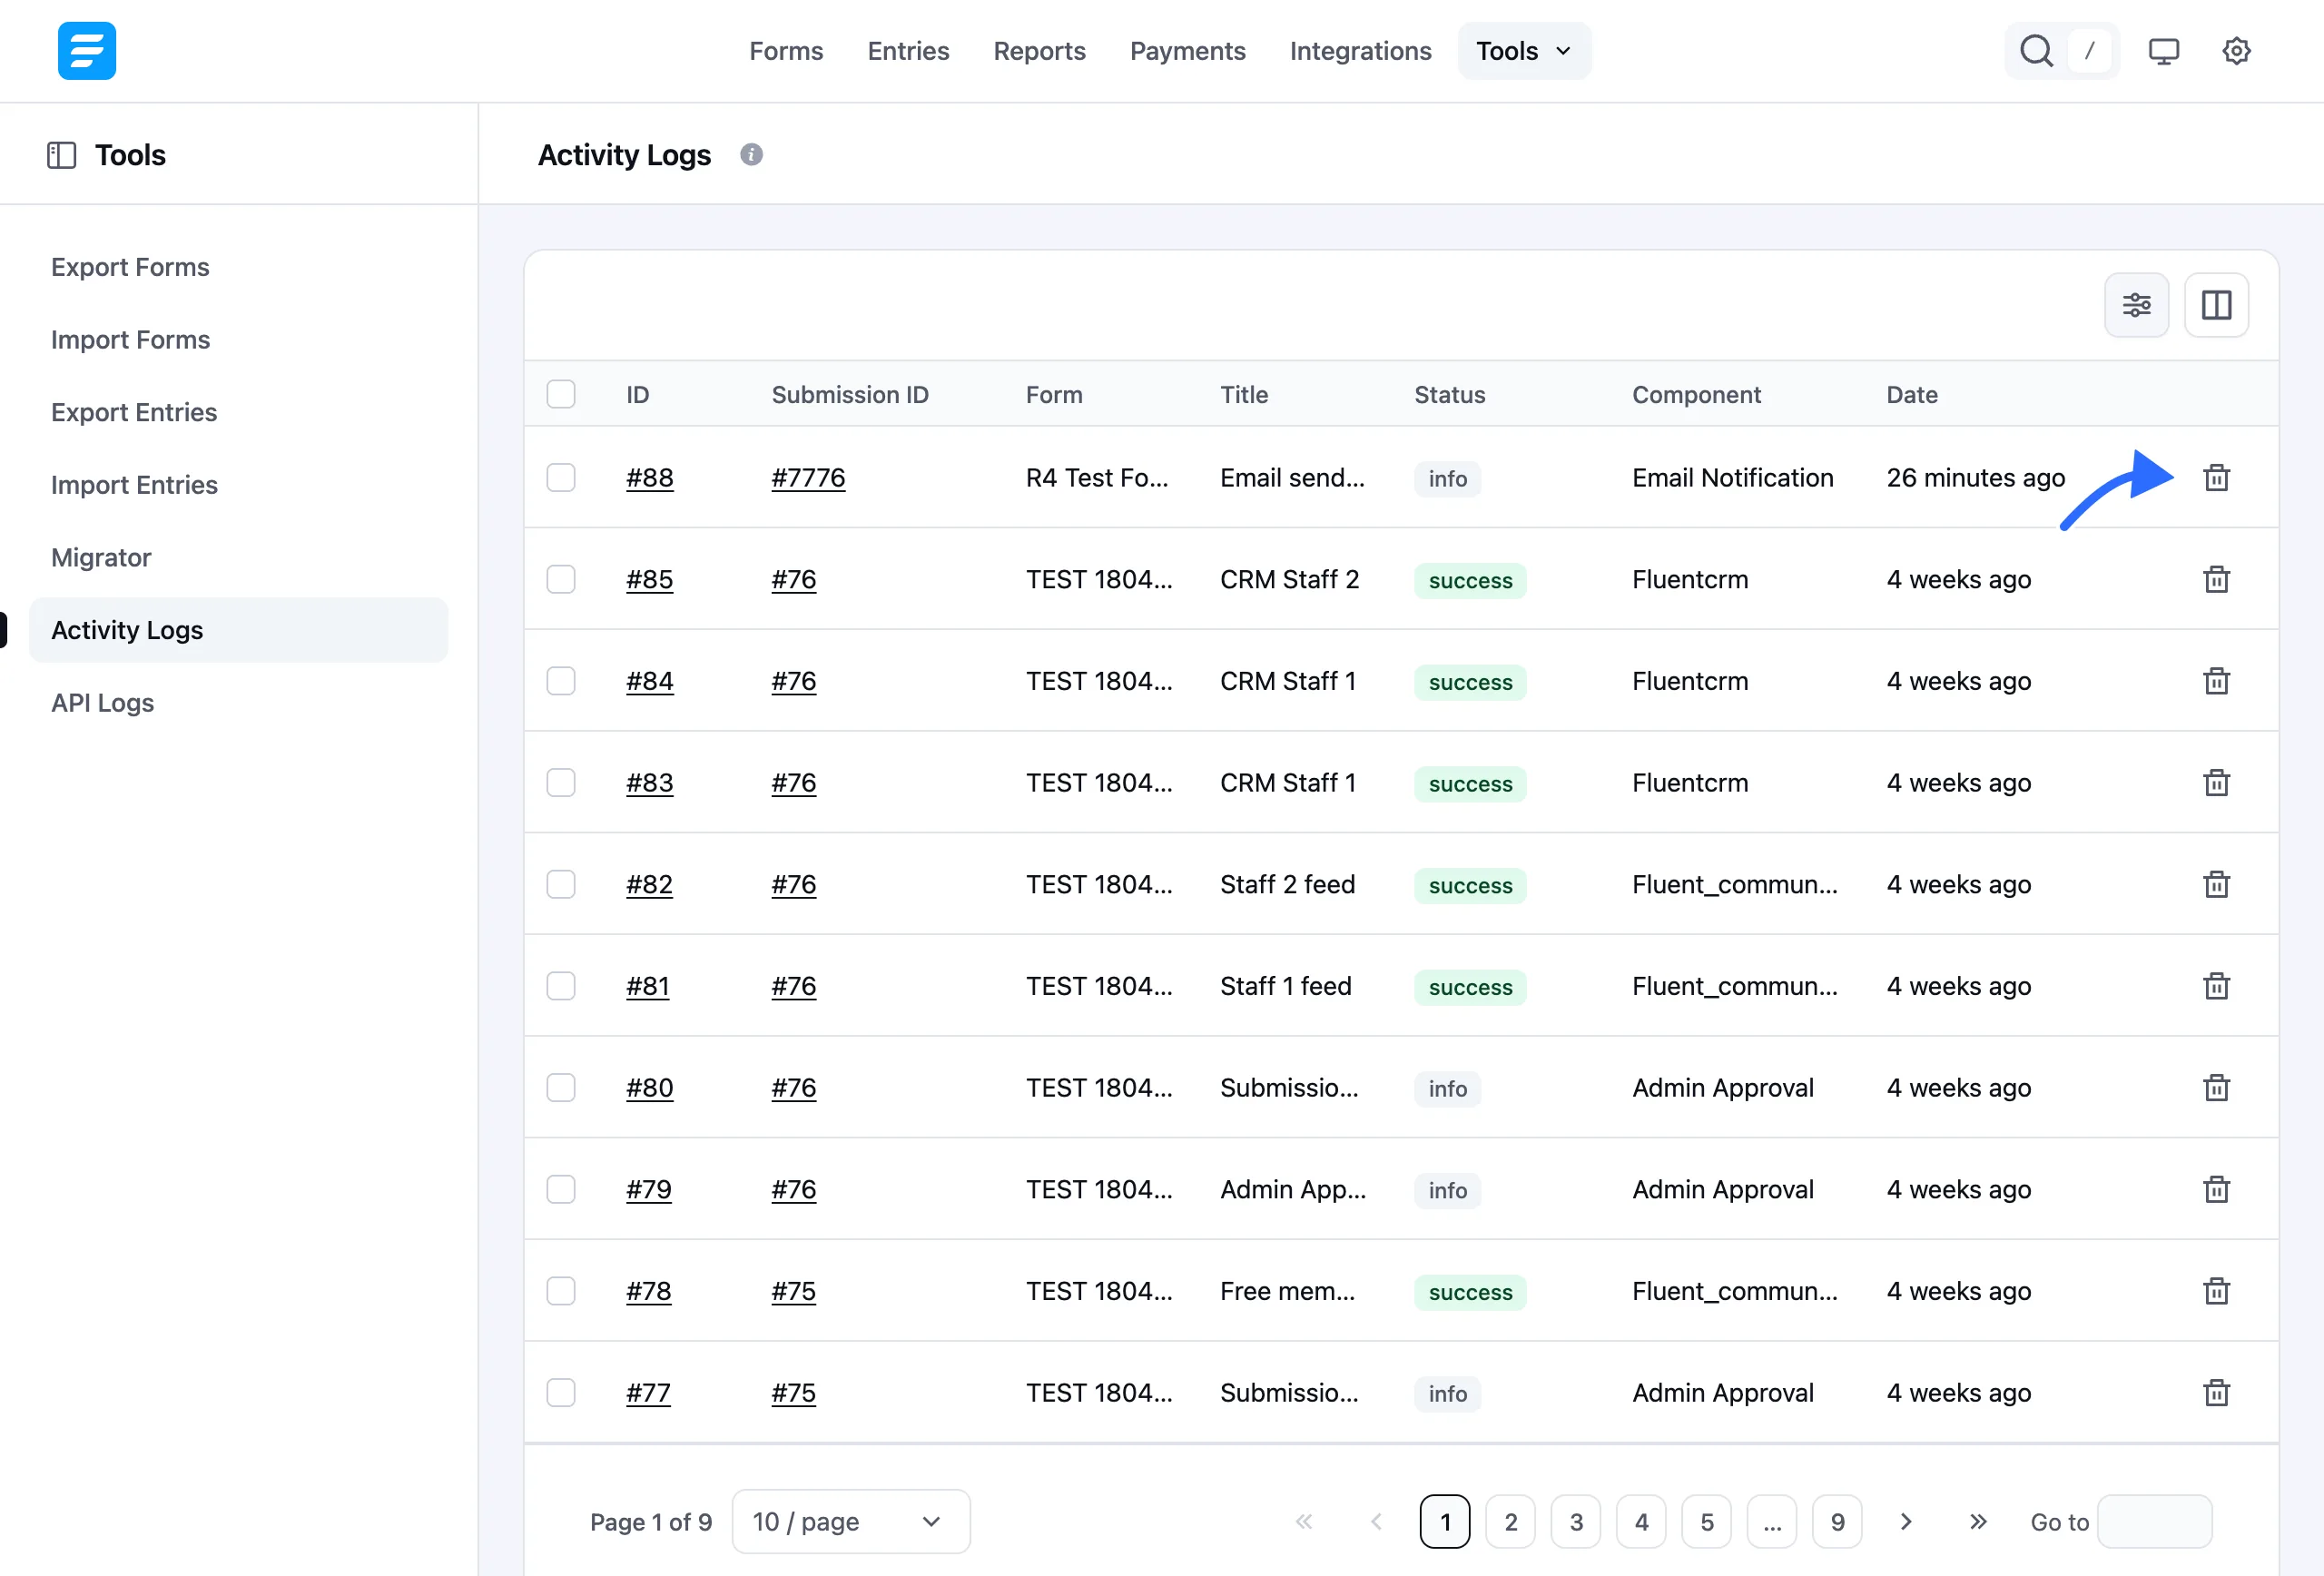 Forms Entries Reports Payments Integrations Tools /
Tools
Activity Logs
Export Forms
Import Forms
Export Entries
Import Entries
Migrator
Activity Logs
API Logs
ID Submission ID Form Title Status Component Date
#88 #7776 R4 Test Fo... Email send... info Email Notification 26 minutes ago
#85 #76 TEST 1804... CRM Staff 2 success Fluentcrm 4 weeks ago
#84 #76 TEST 1804... CRM Staff 1 success Fluentcrm 4 weeks ago
#83 #76 TEST 1804... CRM Staff 1 success Fluentcrm 4 weeks ago
#82 #76 TEST 1804... Staff 2 feed success Fluent_commun... 4 weeks ago
#81 #76 TEST 1804... Staff 1 feed success Fluent_commun... 4 weeks ago
#80 #76 TEST 1804... Submissio... info Admin Approval 4 weeks ago
#79 #76 TEST 1804... Admin App... info Admin Approval 4 weeks ago
#78 #75 TEST 1804... Free mem... success Fluent_commun... 4 weeks ago
#77 #75 TEST 1804... Submissio... info Admin Approval 4 weeks ago
Page 1 of 9 10 / page « ‹ 1 2 3 4 5 ... 9 › » Go to